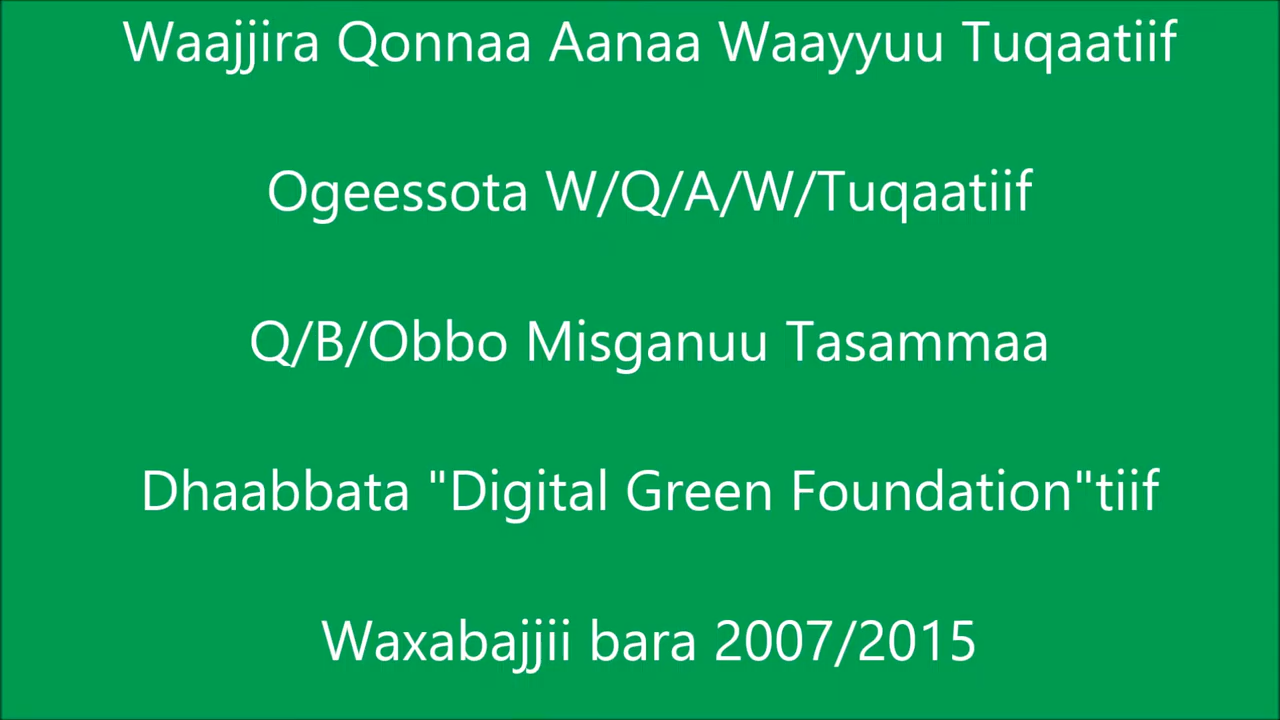 Waajjira Qonnaa Aanaa Waayyuu Tuqaatiif
Ogeessota W/Q/A/W/Tuqaatiif
Q/B/Obbo Misganuu Tasammaa
Dhaabbata "Digital Green Foundation"tiif
Waxabajjii bara 2007/2015